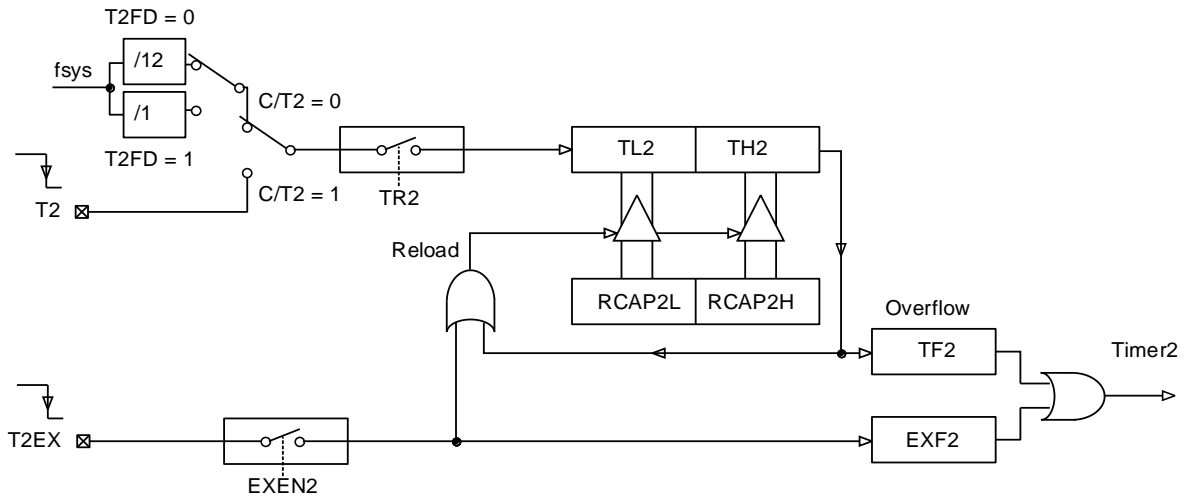 T2FD = 0
/12
fsys
C/T2 = 0
/1
T2FD = 1
TL2
TH2
C/T2 = 1
TR2
T2
Reload
RCAP2L
RCAP2H
Overflow
TF2
Timer2
T2EX
EXF2
EXEN2